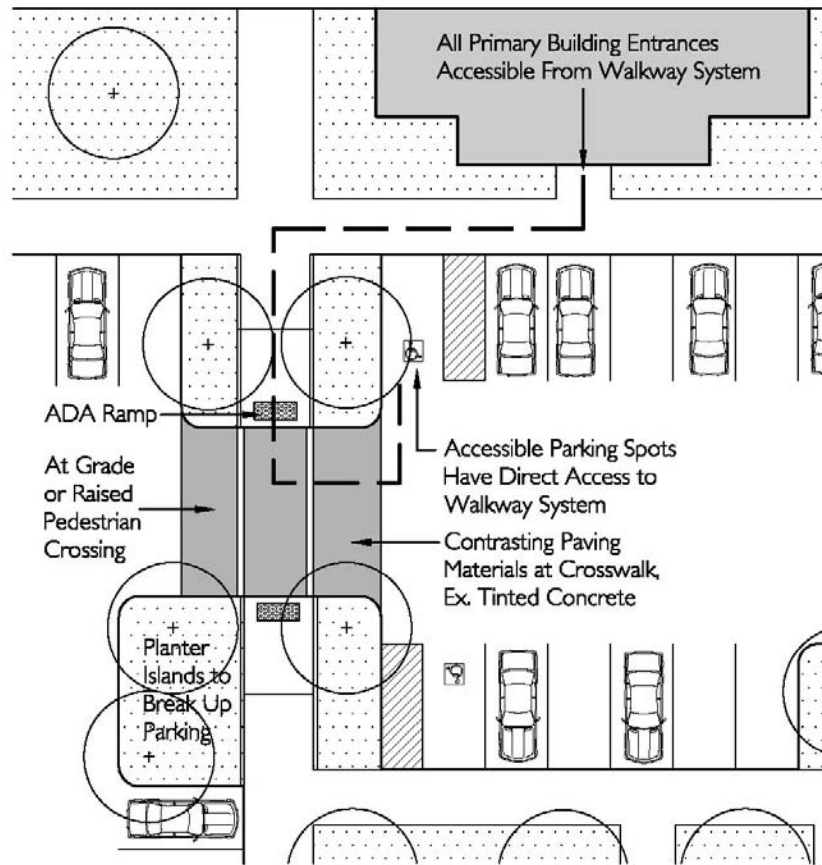 All Primary Building Entrances
Accessible From Walkway System
ADA Ramp
At Grade
or Raised
Pedestrian
Crossing
Accessible Parking Spots
Have Direct Access to
Walkway System
Contrasting Paving
Materials at Crosswalk,
Ex. Tinted Concrete
Planter
Islands to
Break Up
Parking